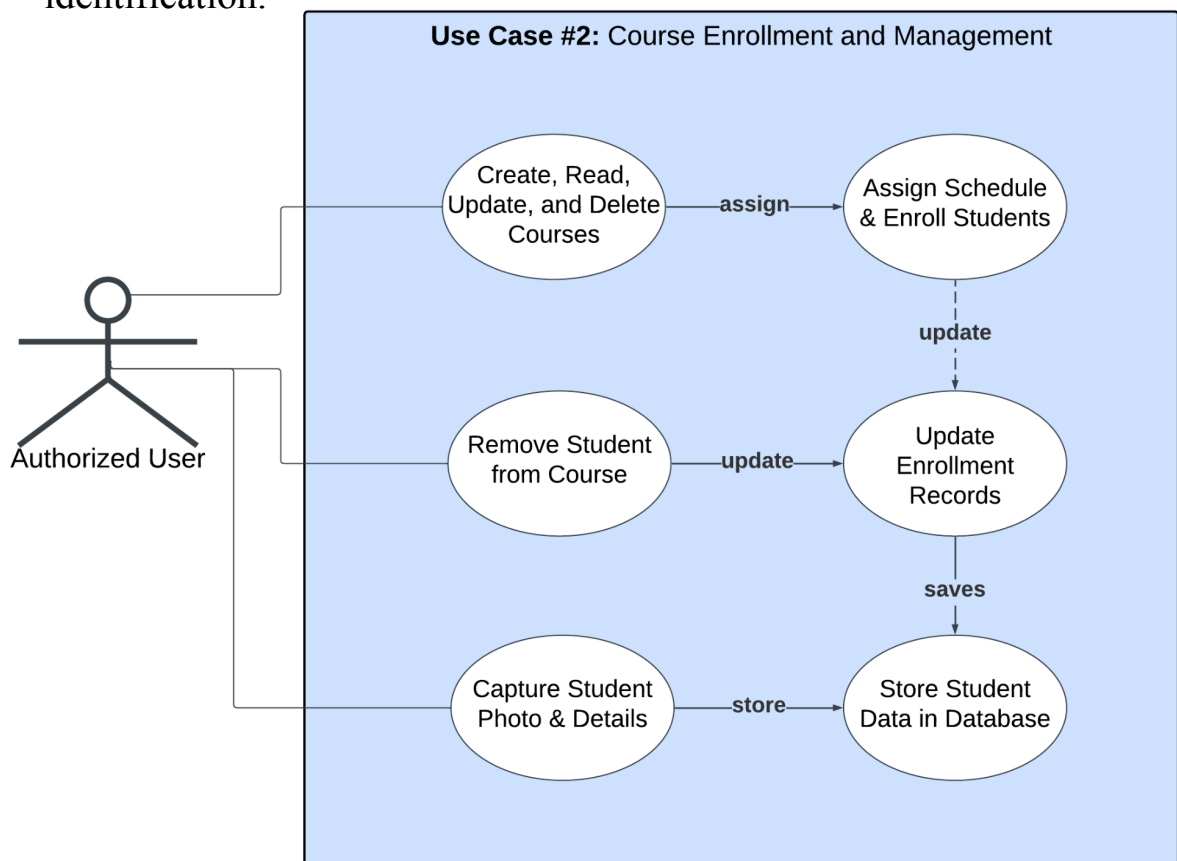 identification.
Use Case #2: Course Enrollment and Management
Create, Read,
Update, and Delete
Courses
assign
Assign Schedule
& Enroll Students
update
Authorized User
Remove Student
from Course
update
Update
Enrollment
Records
saves
Capture Student
Photo & Details
store
Store Student
Data in Database